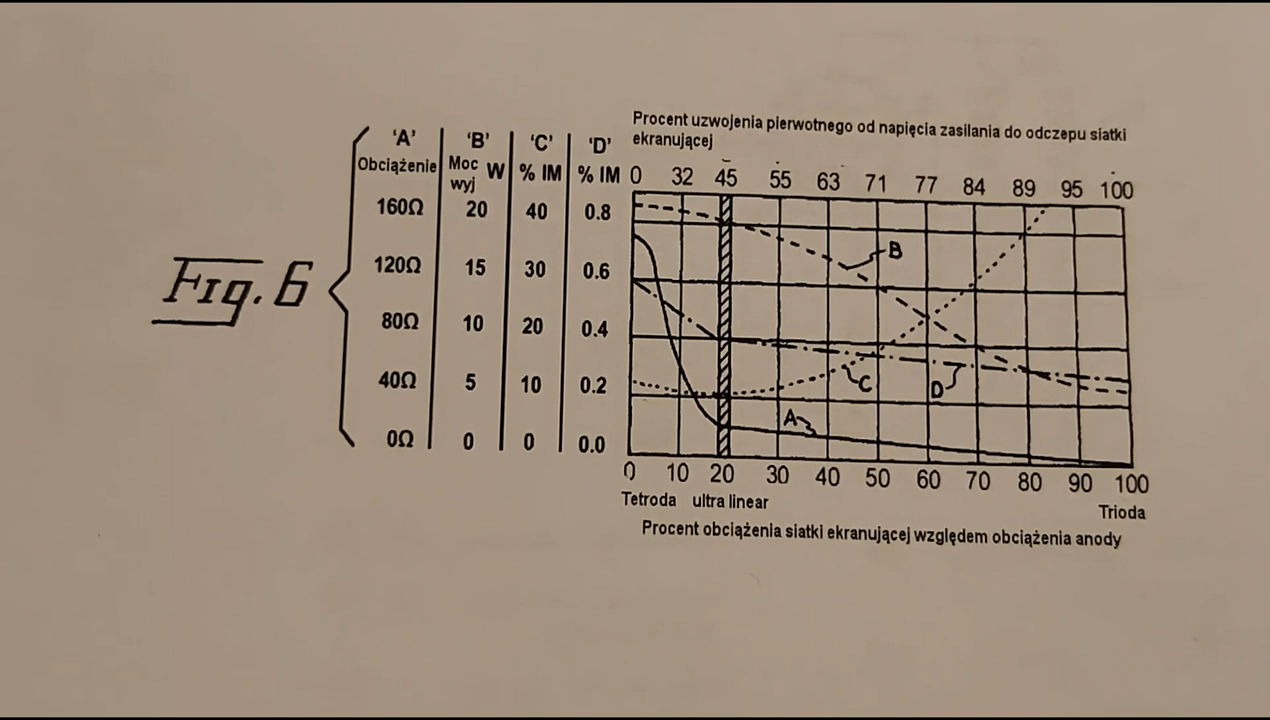 Procent uzwojenia pierwotnego od napięcia zasilania do odczepu siatki
ekranującej
Fig. 6
'A' 'B' 'C' 'D'
Obciążenie Moc wyj W % IM % IM
0 32 45 55 63 71 77 84 89 95 100
160Ω 20 40 0.8
120Ω 15 30 0.6
80Ω 10 20 0.4
40Ω 5 10 0.2
0Ω 0 0 0.0
B
C
D
A
0 10 20 30 40 50 60 70 80 90 100
Tetroda ultra linear Trioda
Procent obciążenia siatki ekranującej względem obciążenia anody